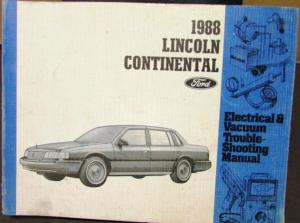 1988
LINCOLN
CONTINENTAL
Ford
Electrical &
Vacuum
Trouble-
Shooting
Manual